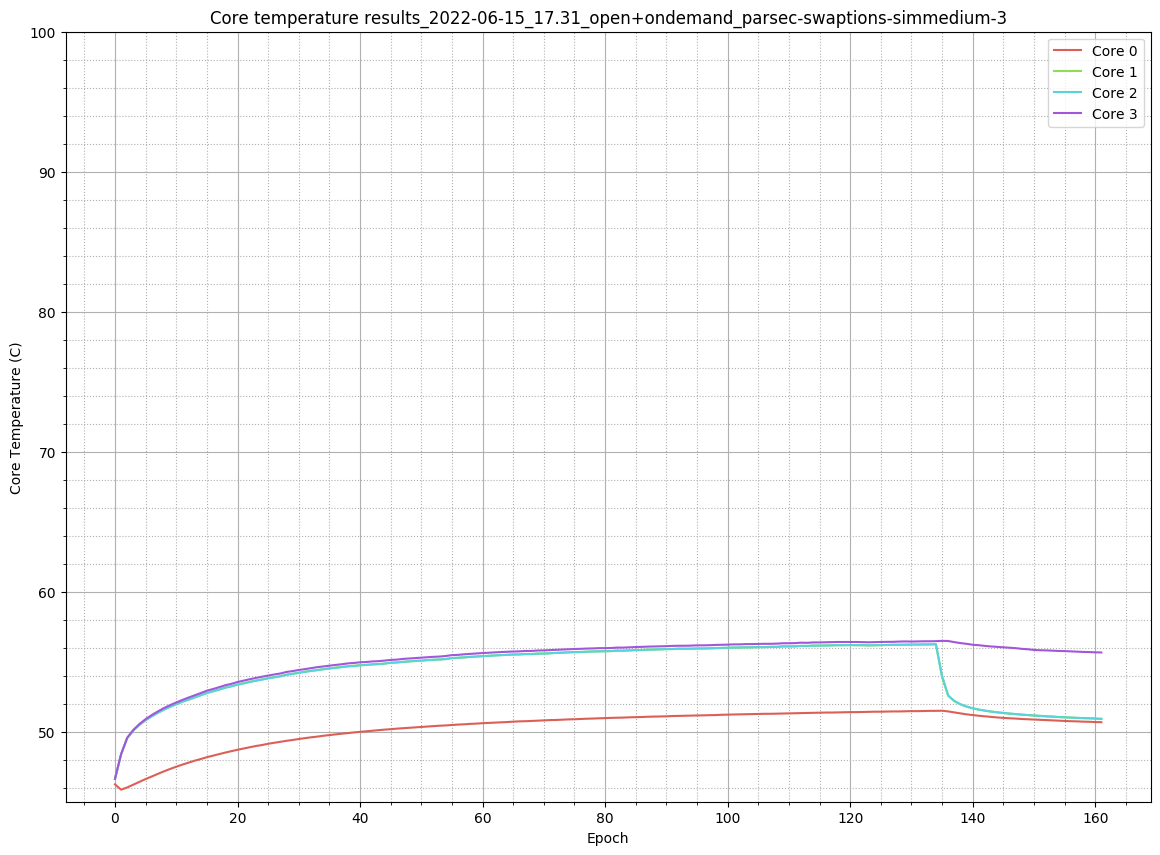 Core temperature results_2022-06-15_17.31_open+ondemand_parsec-swaptions-simmedium-3
Core 0
Core 1
Core 2
Core 3
Core Temperature (C)
100
90
80
70
60
50
0 20 40 60 80 100 120 140 160
Epoch